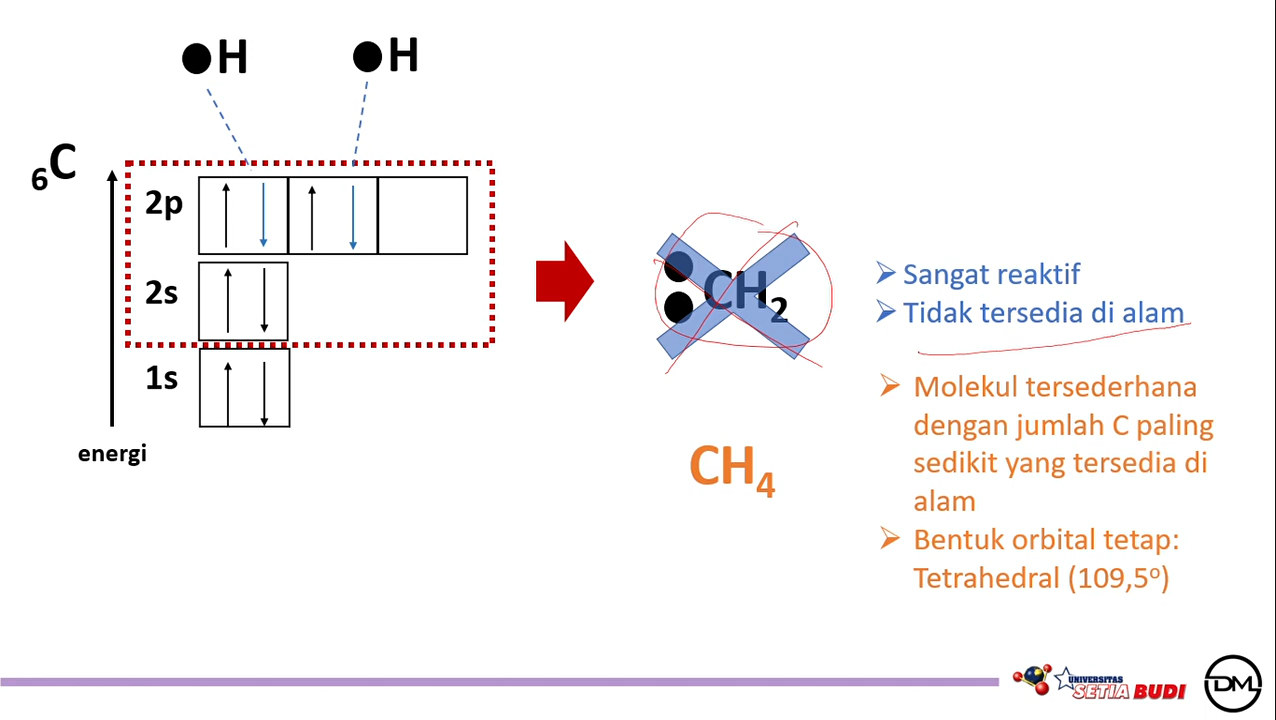 H
H
₆C
2p
2s
1s
energi
CH₂
Sangat reaktif
Tidak tersedia di alam
CH₄
Molekul tersederhana
dengan jumlah C paling
sedikit yang tersedia di
alam
Bentuk orbital tetap:
Tetrahedral (109,5º)
UNIVERSITAS
SETIA BUDI
DM